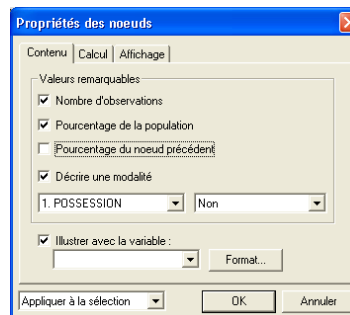 Propriétés des noeuds
Contenu Calcul Affichage
Valeurs remarquables
Nombre d'observations
Pourcentage de la population
Pourcentage du noeud précédent
Décrire une modalité
1. POSSESSION Non
Illustrer avec la variable :
Format...
Appliquer à la sélection OK Annuler